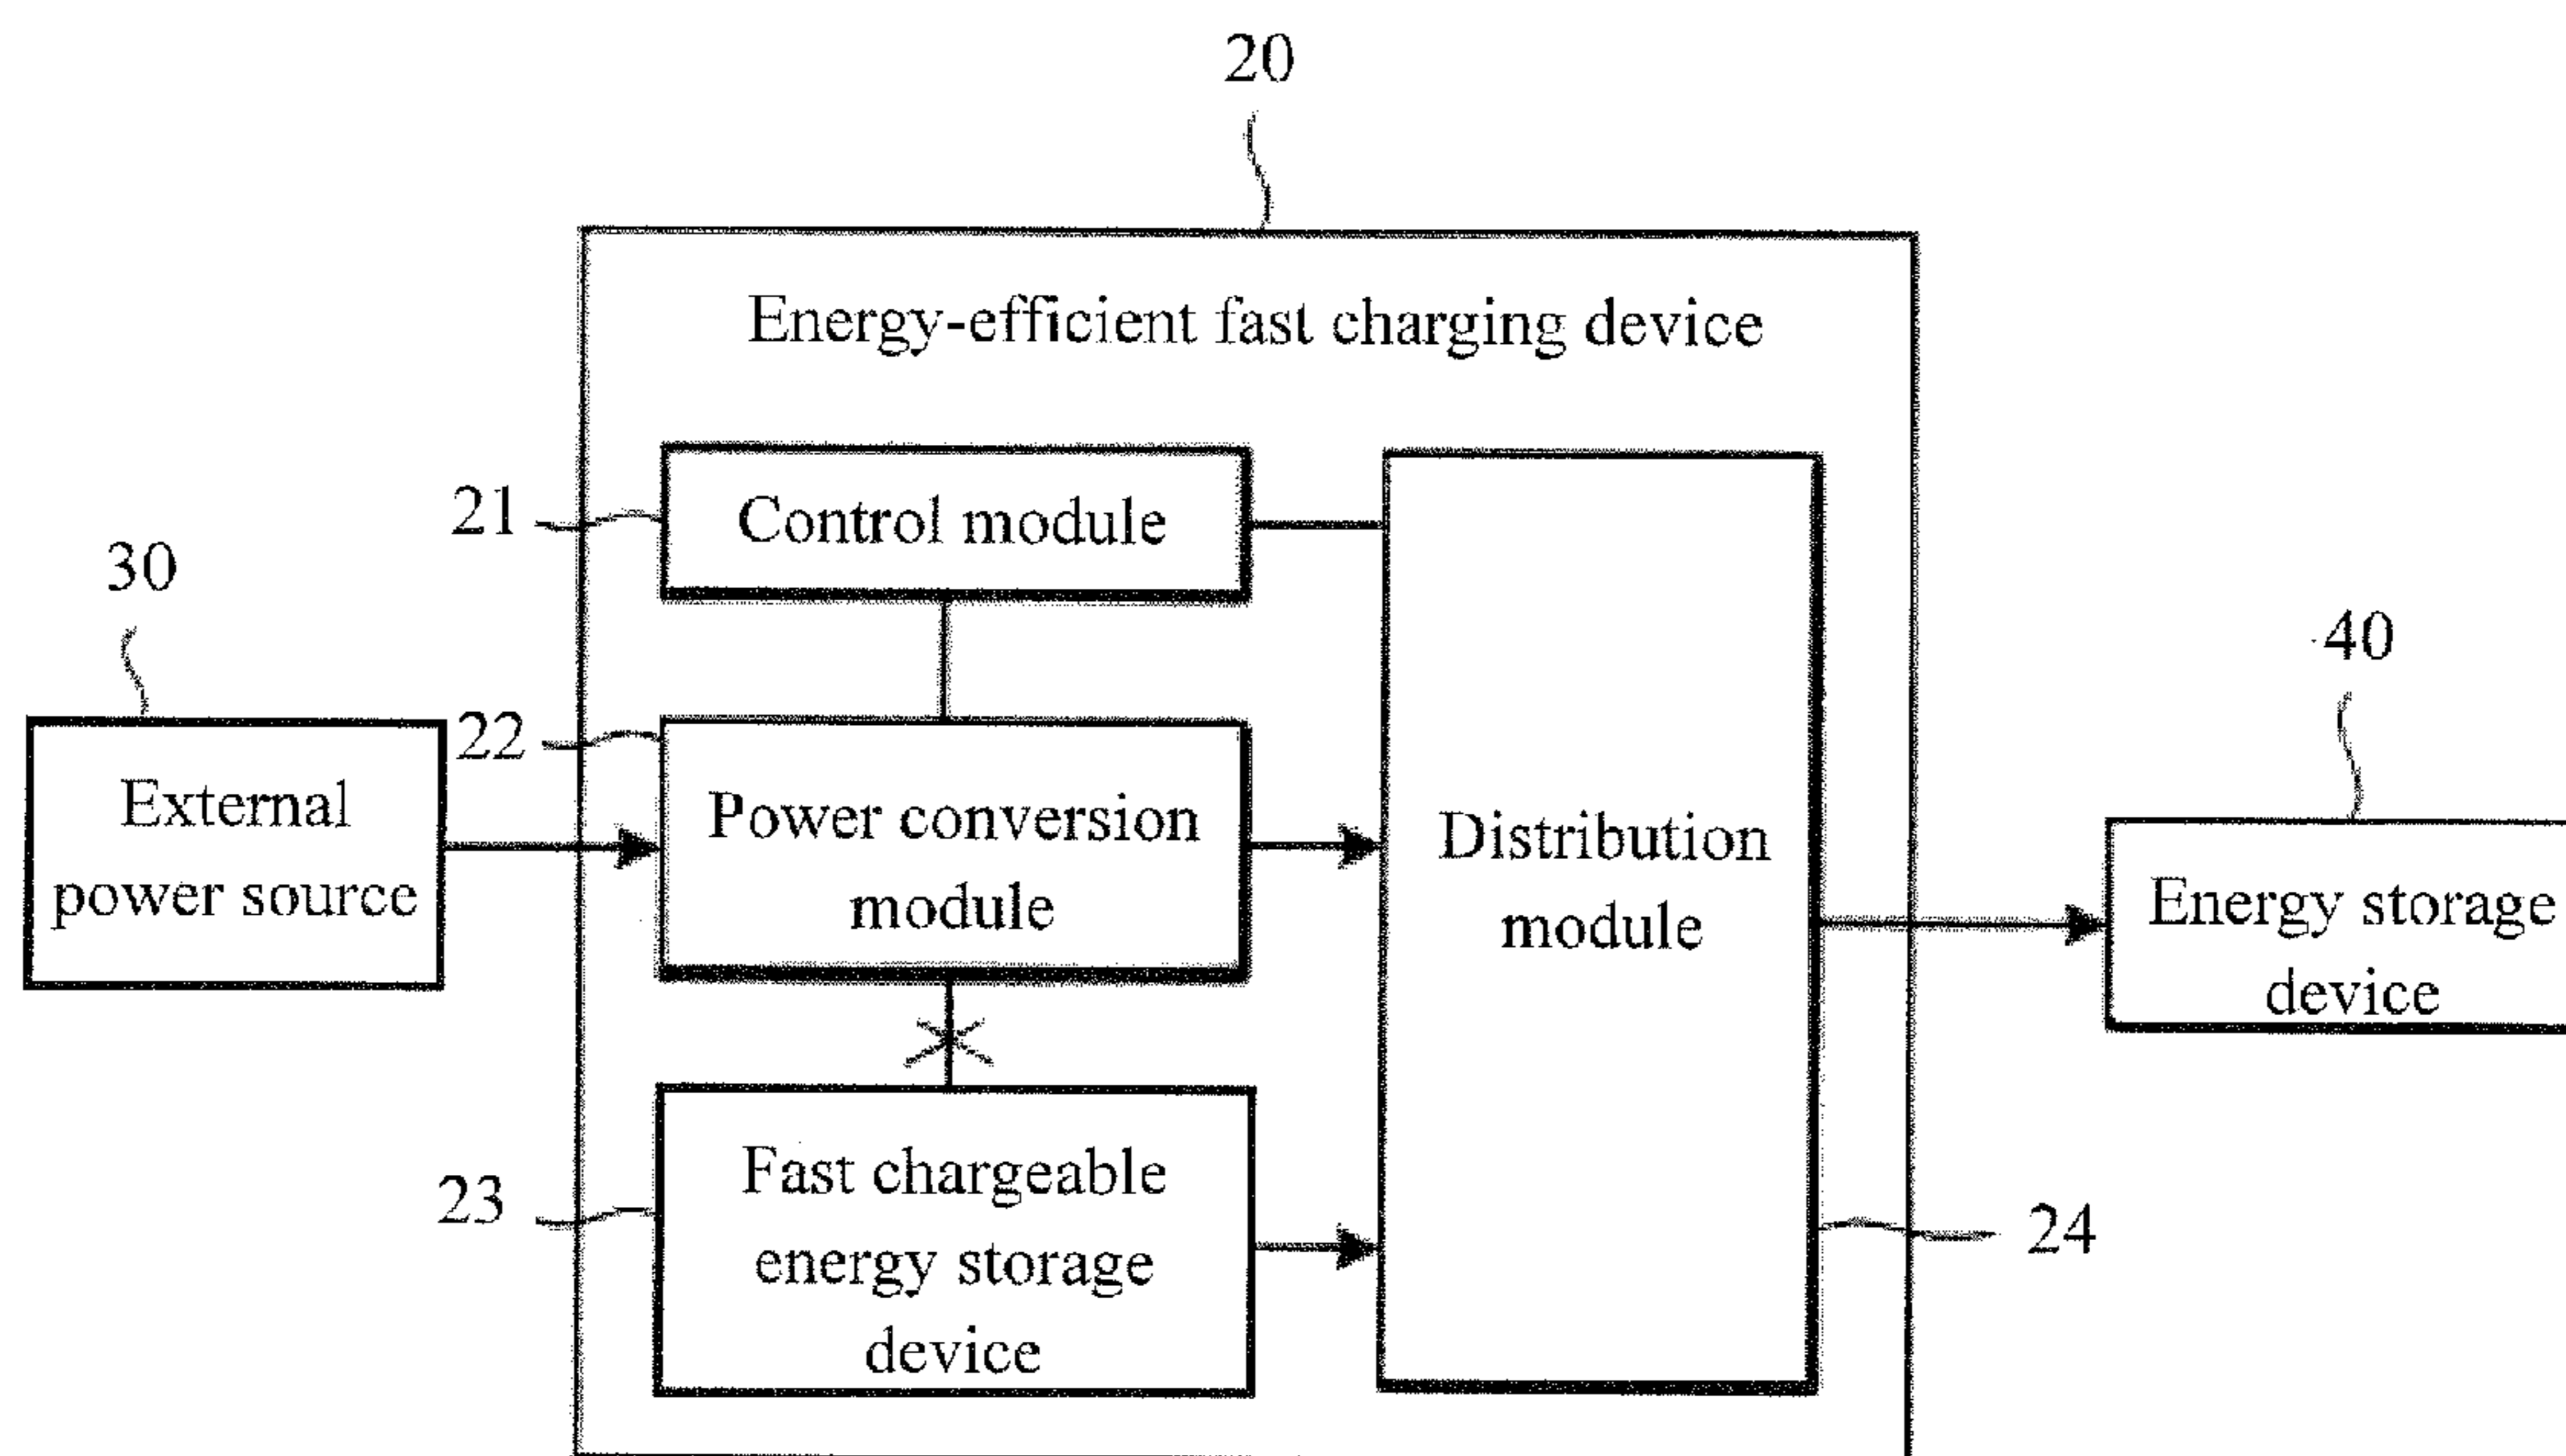 20
Energy-efficient fast charging device
21
Control module
30
40
22
External
power source
Power conversion
module
Distribution
module
Energy storage
device
23
Fast chargeable
energy storage
device
24